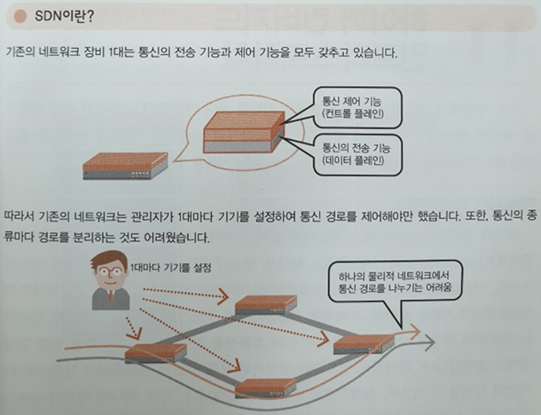 SDN이란?
기존의 네트워크 장비 1대는 통신의 전송 기능과 제어 기능을 모두 갖추고 있습니다.
통신 제어 기능
(컨트롤 플레인)
통신의 전송 기능
(데이터 플레인)
따라서 기존의 네트워크는 관리자가 1대마다 기기를 설정하여 통신 경로를 제어해야만 했습니다. 또한, 통신의 종
류마다 경로를 분리하는 것도 어려웠습니다.
1대마다 기기를 설정
하나의 물리적 네트워크에서
통신 경로를 나누기는 어려움